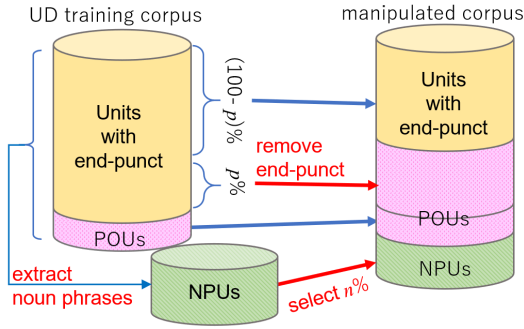 UD training corpus
manipulated corpus
Units
with
end-punct
(100 - p)%
p%
POUs
remove
end-punct
Units
with
end-punct
POUs
NPUs
extract
noun phrases
NPUs
select n%